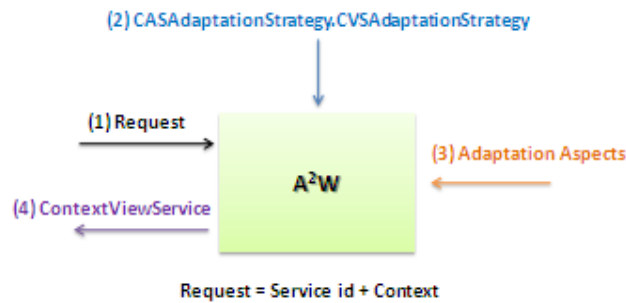 (2) CASAdaptationStrategy.CVSAdaptationStrategy
(1) Request
(3) Adaptation Aspects
A²W
(4) ContextViewService
Request = Service id + Context